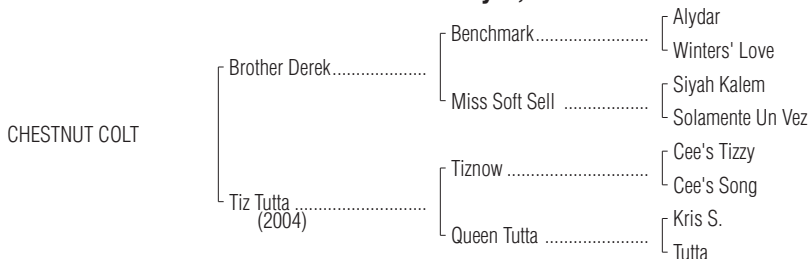 Alydar
Benchmark....................
Winters' Love
Brother Derek....................
Siyah Kalem
Miss Soft Sell ....................
Solamente Un Vez
CHESTNUT COLT
Cee's Tizzy
Tiznow ..........................
Cee's Song
Tiz Tutta ............................
(2004)
Kris S.
Queen Tutta ....................
Tutta